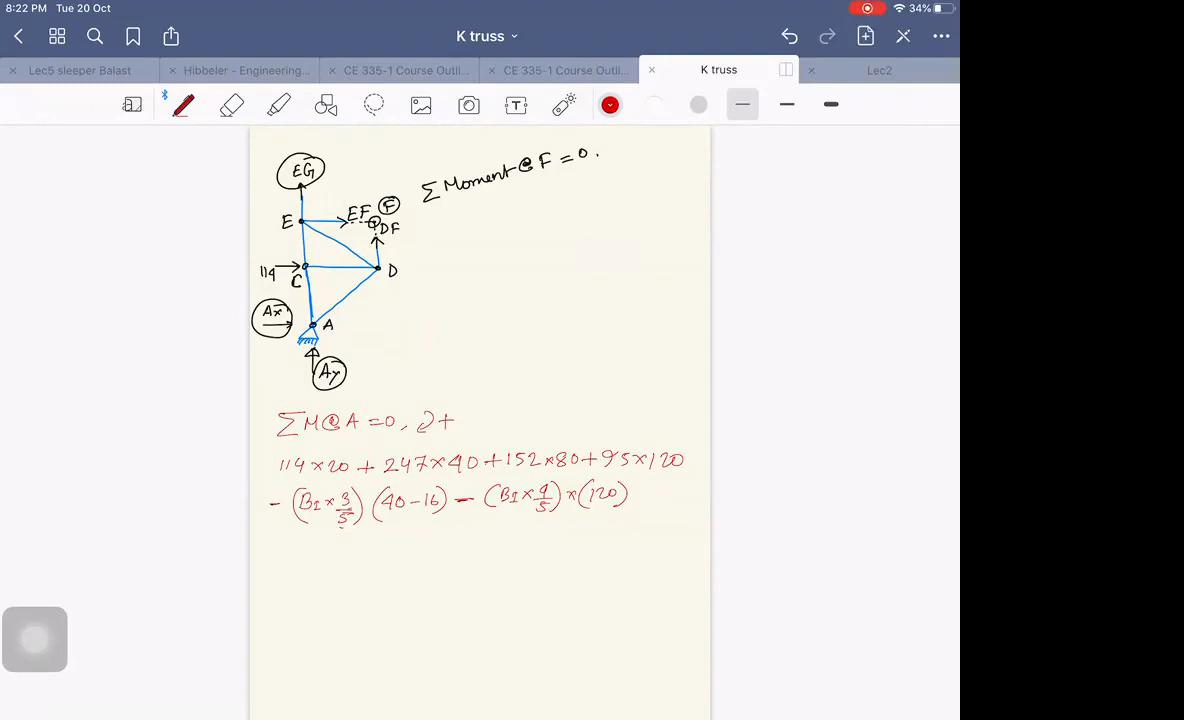 8:22 PM Tue 20 Oct
34%
K truss
Lec5 sleeper Balast
Hibbeler - Engineering...
CE 335-1 Course Outli...
CE 335-1 Course Outli...
K truss
Lec2
T
EG
Σ Moment @ F = 0.
E
EF
F
DF
114
C
D
Ax
A
Ay
ΣM@A = 0, ⤸+
114 × 20 + 247 × 40 + 152 × 80 + 95 × 120
- (B₁ × 3/5) (40 - 16) - (B₁ × 4/5) × (120)